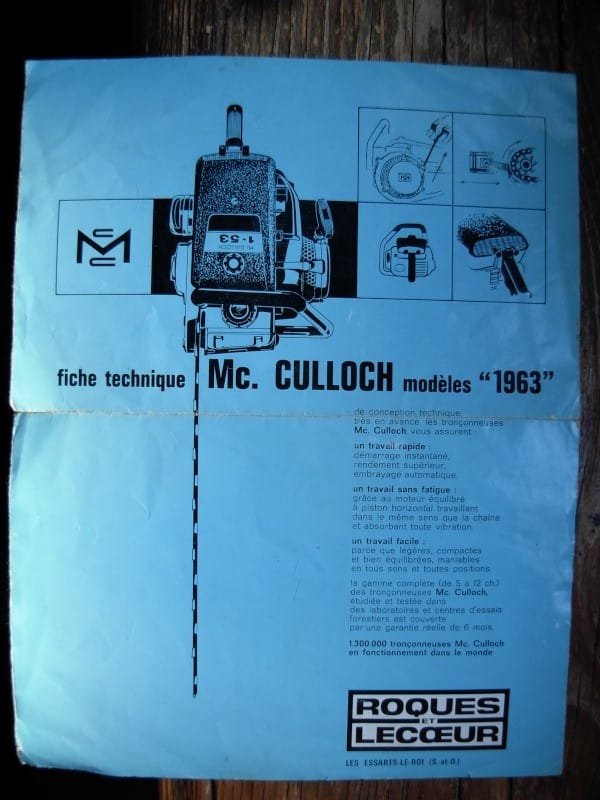 Mc CULLOCH
1-53
fiche technique Mc. CULLOCH modèles "1963"
de conception technique
très en avance, les tronçonneuses
Mc. Culloch vous assurent :
un travail rapide :
démarrage instantané,
rendement supérieur,
embrayage automatique.
un travail sans fatigue :
grâce au moteur équilibré
à piston horizontal travaillant
dans le même sens que la chaîne
et absorbant toute vibration.
un travail facile :
parce que légères, compactes
et bien équilibrées, maniables
en tous sens et toutes positions.
la gamme complète (de 5 à 12 ch.)
des tronçonneuses Mc. Culloch,
étudiée et testée dans
des laboratoires et centres d'essais
forestiers est couverte
par une garantie réelle de 6 mois.
1.300.000 tronçonneuses Mc. Culloch
en fonctionnement dans le monde
ROQUES
ET
LECŒUR
LES ESSARTS-LE-ROI (S.-et-O.)